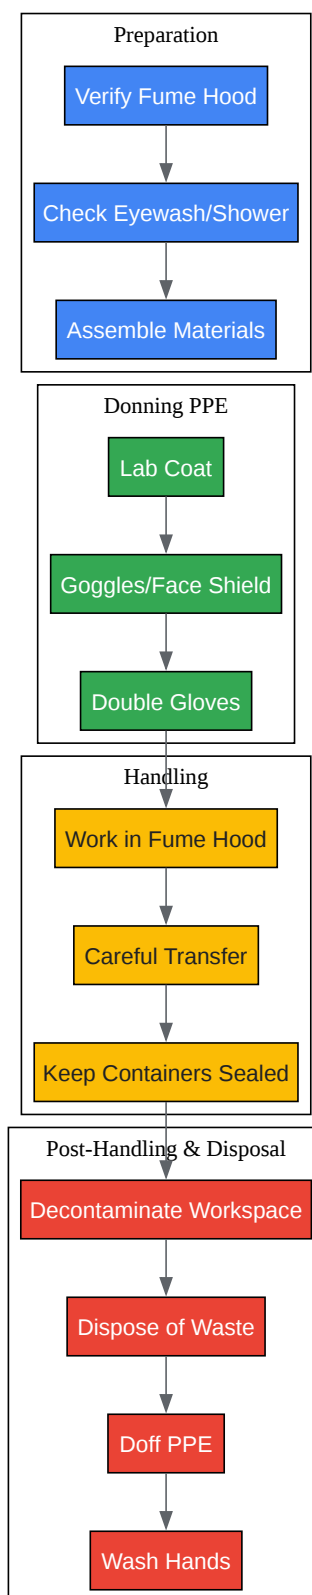 Preparation
Verify Fume Hood
Check Eyewash/Shower
Assemble Materials
Donning PPE
Lab Coat
Goggles/Face Shield
Double Gloves
Handling
Work in Fume Hood
Careful Transfer
Keep Containers Sealed
Post-Handling & Disposal
Decontaminate Workspace
Dispose of Waste
Doff PPE
Wash Hands